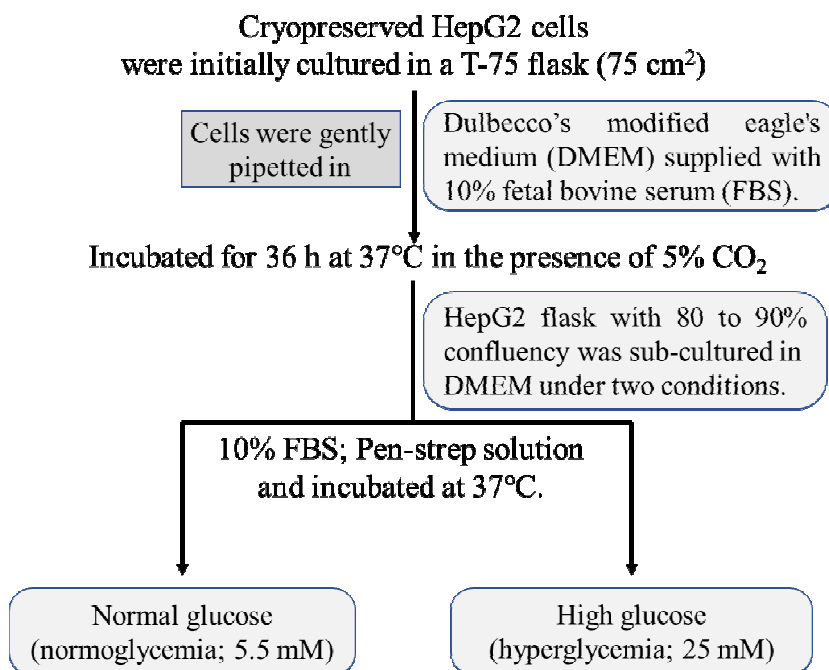 Cryopreserved HepG2 cells
were initially cultured in a T-75 flask (75 cm²)
Cells were gently
pipetted in
Dulbecco’s modified eagle's
medium (DMEM) supplied with
10% fetal bovine serum (FBS).
Incubated for 36 h at 37°C in the presence of 5% CO₂
HepG2 flask with 80 to 90%
confluency was sub-cultured in
DMEM under two conditions.
10% FBS; Pen-strep solution
and incubated at 37°C.
Normal glucose
(normoglycemia; 5.5 mM)
High glucose
(hyperglycemia; 25 mM)